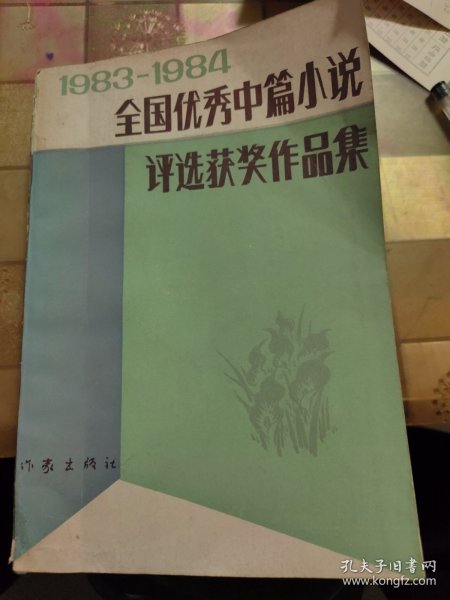 1983-1984
全国优秀中篇小说
评选获奖作品集
作家出版社
孔夫子旧书网
www.kongfz.com